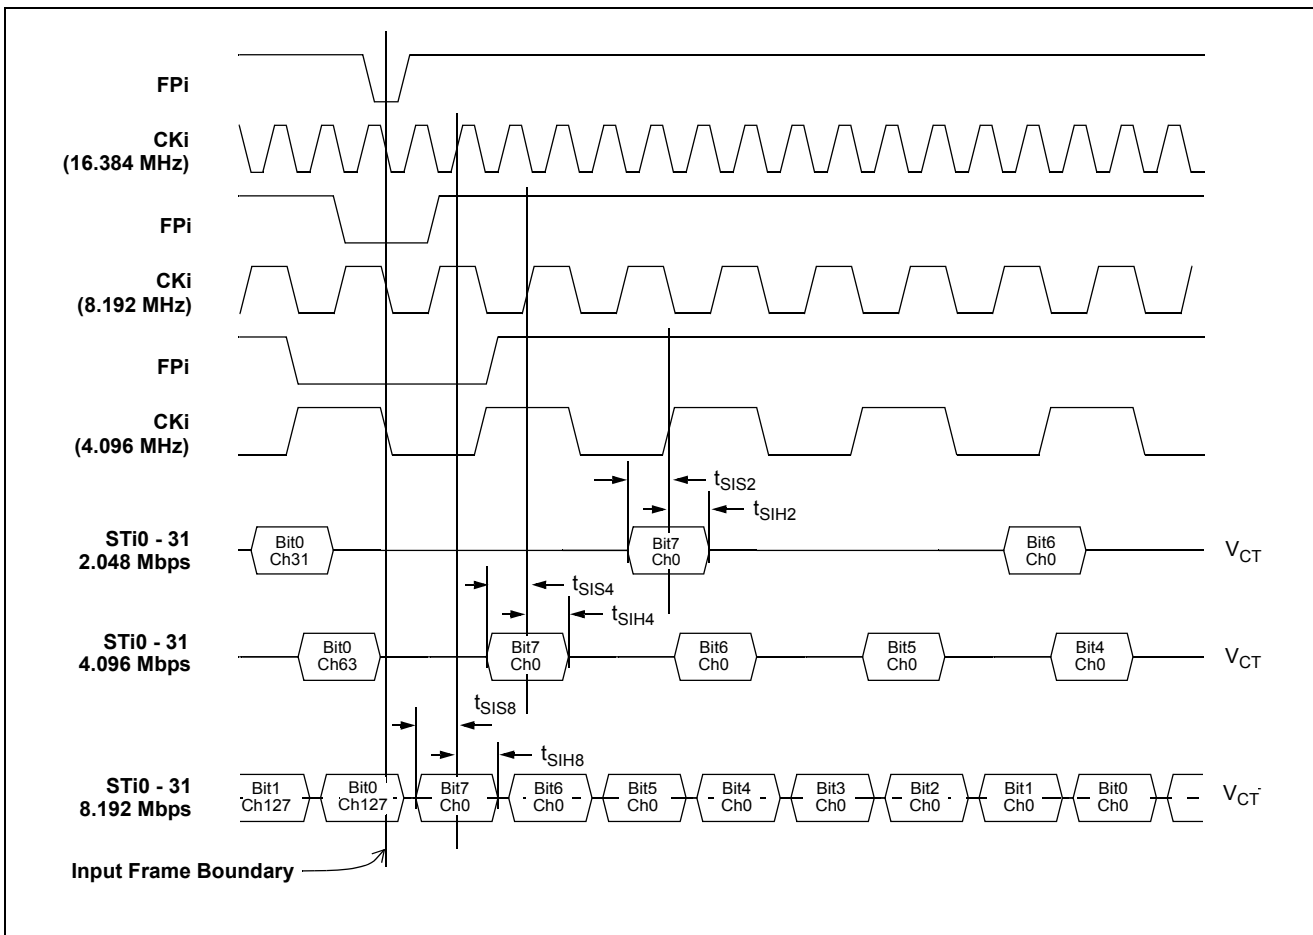 FPi
CKi
(16.384 MHz)
FPi
CKi
(8.192 MHz)
FPi
CKi
(4.096 MHz)
tSIS2
tSIH2
STi0 - 31
2.048 Mbps
Bit0
Ch31
Bit7
Ch0
Bit6
Ch0
VCT
tSIS4
tSIH4
STi0 - 31
4.096 Mbps
Bit0
Ch63
Bit7
Ch0
Bit6
Ch0
Bit5
Ch0
Bit4
Ch0
VCT
tSIS8
tSIH8
STi0 - 31
8.192 Mbps
Bit1
Ch127
Bit0
Ch127
Bit7
Ch0
Bit6
Ch0
Bit5
Ch0
Bit4
Ch0
Bit3
Ch0
Bit2
Ch0
Bit1
Ch0
Bit0
Ch0
VCT
Input Frame Boundary